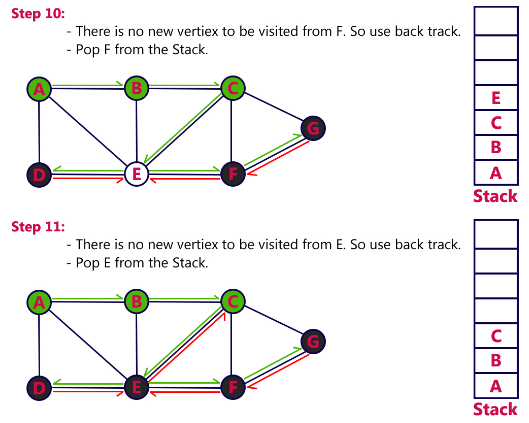 Step 10:
- There is no new vertiex to be visited from F. So use back track.
- Pop F from the Stack.
A B C
G
D E F
E
C
B
A
Stack
Step 11:
- There is no new vertiex to be visited from E. So use back track.
- Pop E from the Stack.
A B C
G
D E F
C
B
A
Stack